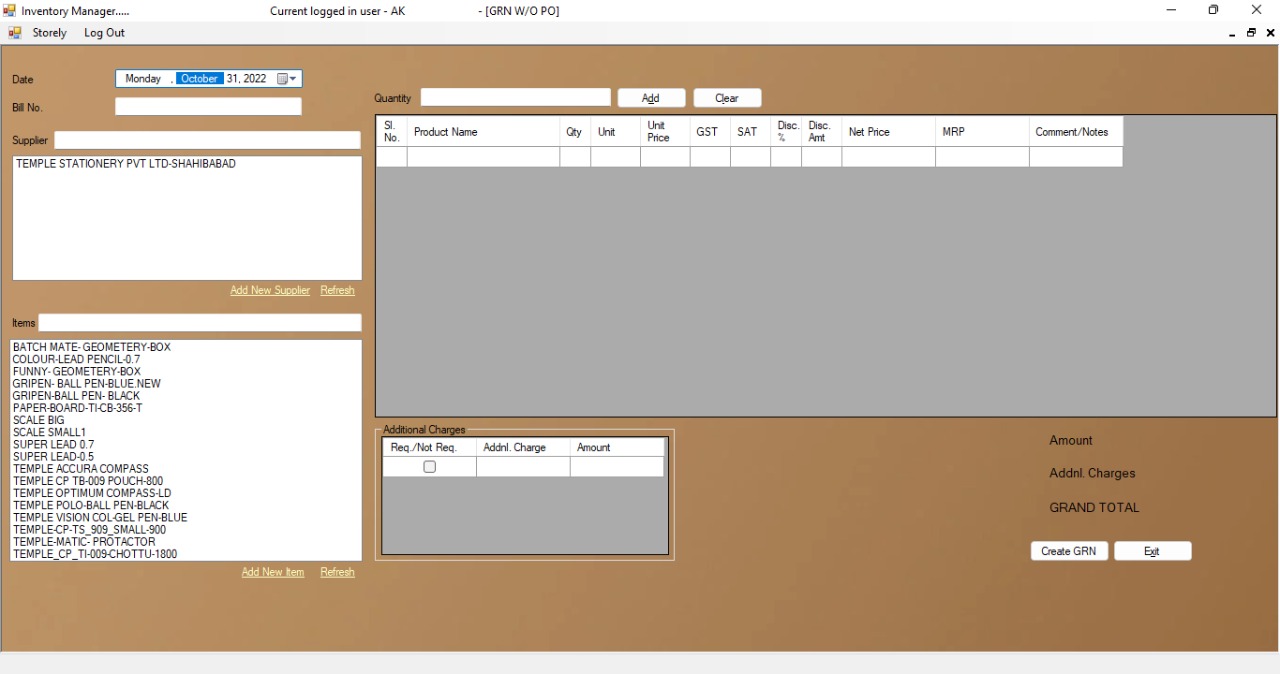 Inventory Manager..... Current logged in user - AK - [GRN W/O PO]
Storely Log Out
Date Monday , October 31, 2022
Bill No.
Quantity Add Clear
Supplier
TEMPLE STATIONERY PVT LTD-SHAHIBABAD
Add New Supplier Refresh
Items
BATCH MATE- GEOMETERY-BOX
COLOUR-LEAD PENCIL-0.7
FUNNY- GEOMETERY-BOX
GRIPEN- BALL PEN-BLUE.NEW
GRIPEN-BALL PEN- BLACK
PAPER-BOARD-TI-CB-356-T
SCALE BIG
SCALE SMALL1
SUPER LEAD 0.7
SUPER LEAD-0.5
TEMPLE ACCURA COMPASS
TEMPLE CP TB-009 POUCH-800
TEMPLE OPTIMUM COMPASS-LD
TEMPLE POLO-BALL PEN-BLACK
TEMPLE VISION COL-GEL PEN-BLUE
TEMPLE-CP-TS_909_SMALL-900
TEMPLE-MATIC- PROTACTOR
TEMPLE_CP_TI-009-CHOTTU-1800
Add New Item Refresh
Sl. No. Product Name Qty Unit Unit Price GST SAT Disc. % Disc. Amt Net Price MRP Comment/Notes
Additional Charges
Req./Not Req. Addnl. Charge Amount
Amount
Addnl. Charges
GRAND TOTAL
Create GRN Exit